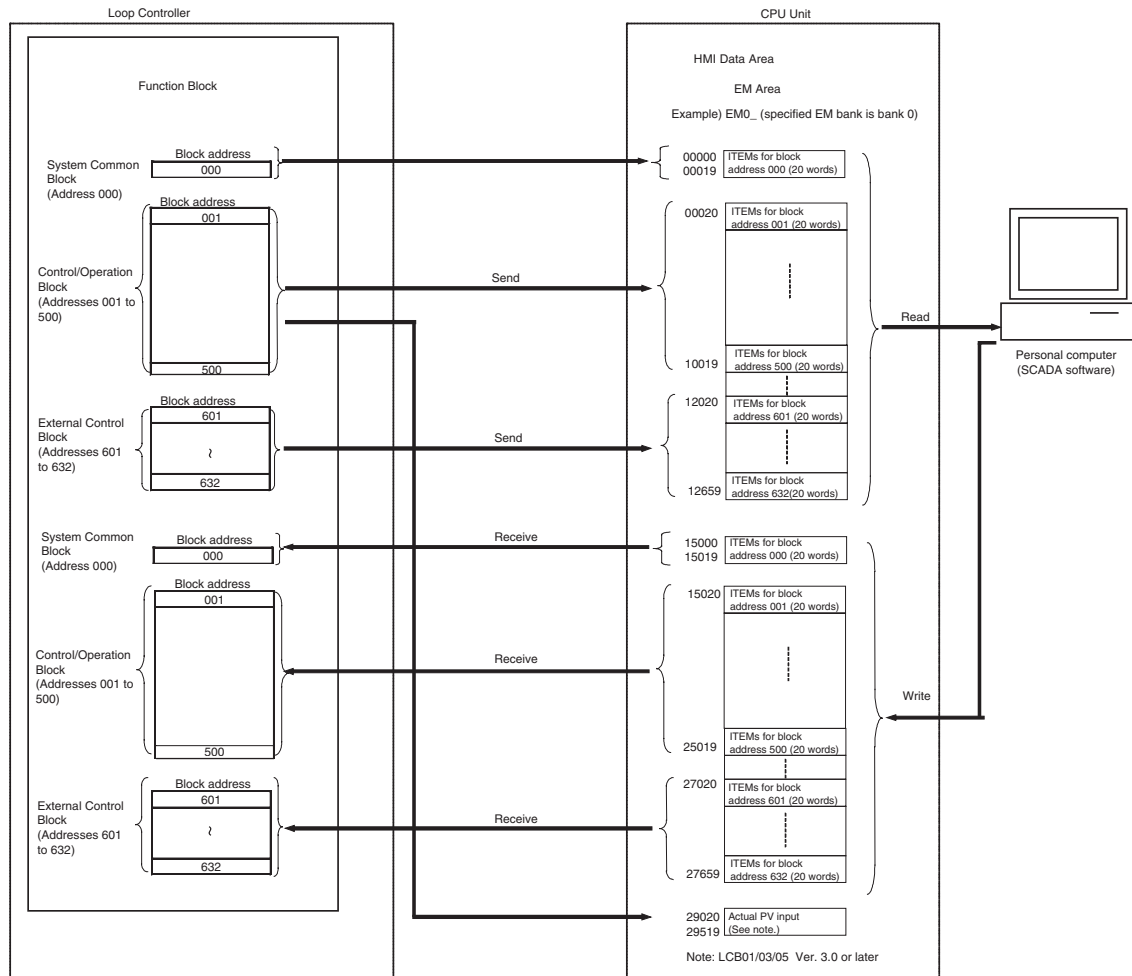 Loop Controller
CPU Unit
HMI Data Area
Function Block
EM Area
Example) EM0_ (specified EM bank is bank 0)
System Common
Block
(Address 000)
Block address
000
00000
00019
ITEMs for block
address 000 (20 words)
Block address
001
Control/Operation
Block
(Addresses 001 to
500)
500
Send
00020
ITEMs for block
address 001 (20 words)
10019
ITEMs for block
address 500 (20 words)
Read
Personal computer
(SCADA software)
External Control
Block
(Addresses 601
to 632)
Block address
601
~
632
Send
12020
ITEMs for block
address 601 (20 words)
12659
ITEMs for block
address 632(20 words)
System Common
Block
(Address 000)
Block address
000
Receive
15000
15019
ITEMs for block
address 000 (20 words)
Block address
001
Control/Operation
Block
(Addresses 001 to
500)
500
Receive
15020
ITEMs for block
address 001 (20 words)
25019
ITEMs for block
address 500 (20 words)
Write
External Control
Block
(Addresses 601
to 632)
Block address
601
~
632
Receive
27020
ITEMs for block
address 601 (20 words)
27659
ITEMs for block
address 632 (20 words)
29020
29519
Actual PV input
(See note.)
Note: LCB01/03/05 Ver. 3.0 or later